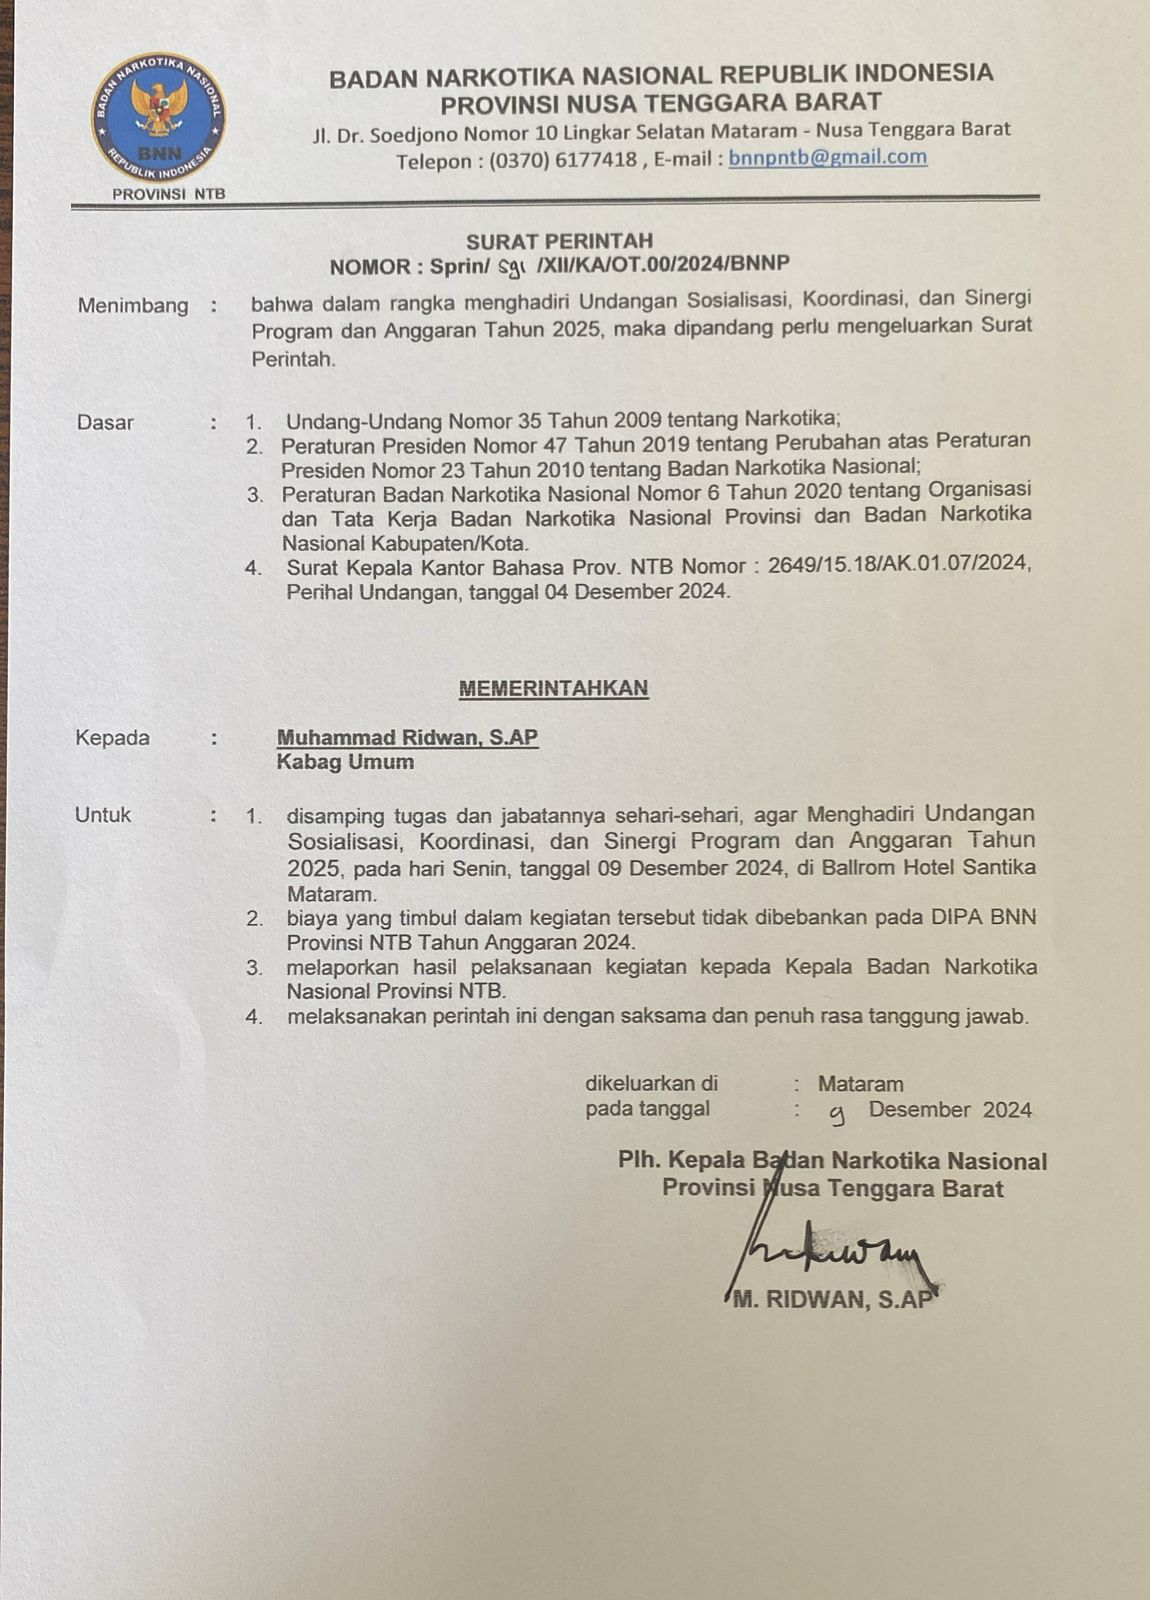 BADAN NARKOTIKA NASIONAL
REPUBLIK INDONESIA
BNN
PROVINSI NTB
BADAN NARKOTIKA NASIONAL REPUBLIK INDONESIA
PROVINSI NUSA TENGGARA BARAT
Jl. Dr. Soedjono Nomor 10 Lingkar Selatan Mataram - Nusa Tenggara Barat
Telepon : (0370) 6177418 , E-mail : bnnpntb@gmail.com
SURAT PERINTAH
NOMOR : Sprin/ /XII/KA/OT.00/2024/BNNP
Menimbang : bahwa dalam rangka menghadiri Undangan Sosialisasi, Koordinasi, dan Sinergi
Program dan Anggaran Tahun 2025, maka dipandang perlu mengeluarkan Surat
Perintah.
Dasar : 1. Undang-Undang Nomor 35 Tahun 2009 tentang Narkotika;
2. Peraturan Presiden Nomor 47 Tahun 2019 tentang Perubahan atas Peraturan
Presiden Nomor 23 Tahun 2010 tentang Badan Narkotika Nasional;
3. Peraturan Badan Narkotika Nasional Nomor 6 Tahun 2020 tentang Organisasi
dan Tata Kerja Badan Narkotika Nasional Provinsi dan Badan Narkotika
Nasional Kabupaten/Kota.
4. Surat Kepala Kantor Bahasa Prov. NTB Nomor : 2649/15.18/AK.01.07/2024,
Perihal Undangan, tanggal 04 Desember 2024.
MEMERINTAHKAN
Kepada : Muhammad Ridwan, S.AP
Kabag Umum
Untuk : 1. disamping tugas dan jabatannya sehari-sehari, agar Menghadiri Undangan
Sosialisasi, Koordinasi, dan Sinergi Program dan Anggaran Tahun
2025, pada hari Senin, tanggal 09 Desember 2024, di Ballrom Hotel Santika
Mataram.
2. biaya yang timbul dalam kegiatan tersebut tidak dibebankan pada DIPA BNN
Provinsi NTB Tahun Anggaran 2024.
3. melaporkan hasil pelaksanaan kegiatan kepada Kepala Badan Narkotika
Nasional Provinsi NTB.
4. melaksanakan perintah ini dengan saksama dan penuh rasa tanggung jawab.
dikeluarkan di : Mataram
pada tanggal : 9 Desember 2024
Plh. Kepala Badan Narkotika Nasional
Provinsi Nusa Tenggara Barat
M. RIDWAN, S.AP